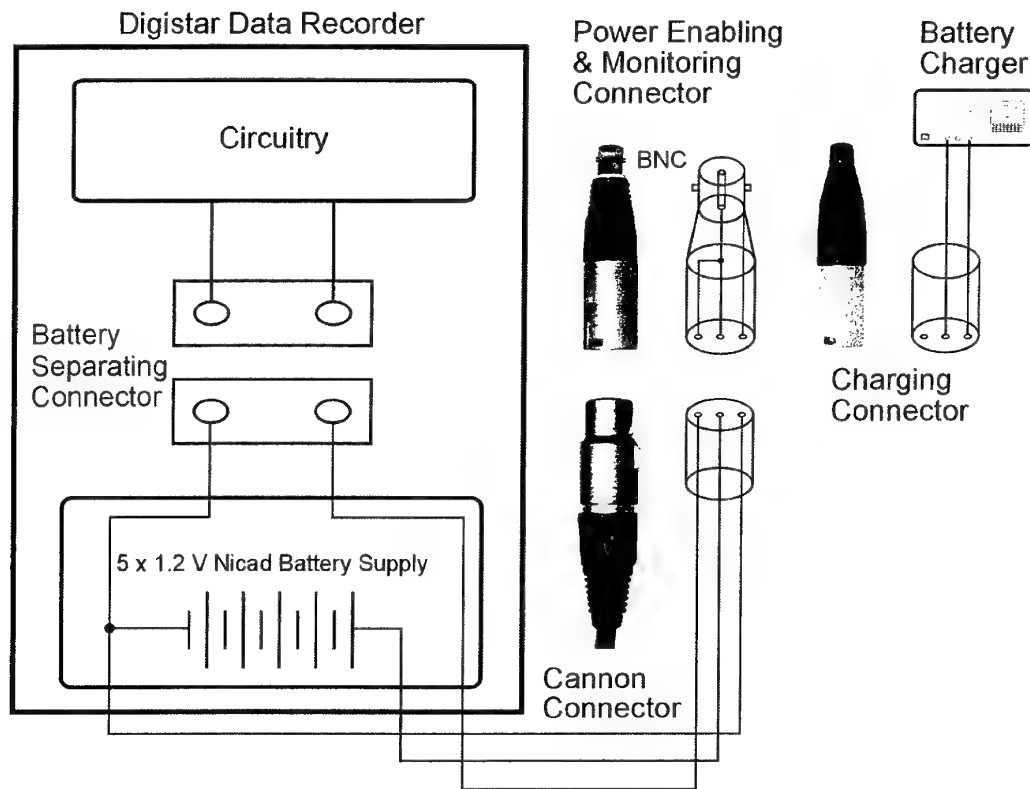 Digistar Data Recorder
Circuitry
Battery
Separating
Connector
5 x 1.2 V Nicad Battery Supply
Power Enabling
& Monitoring
Connector
BNC
Battery
Charger
Charging
Connector
Cannon
Connector